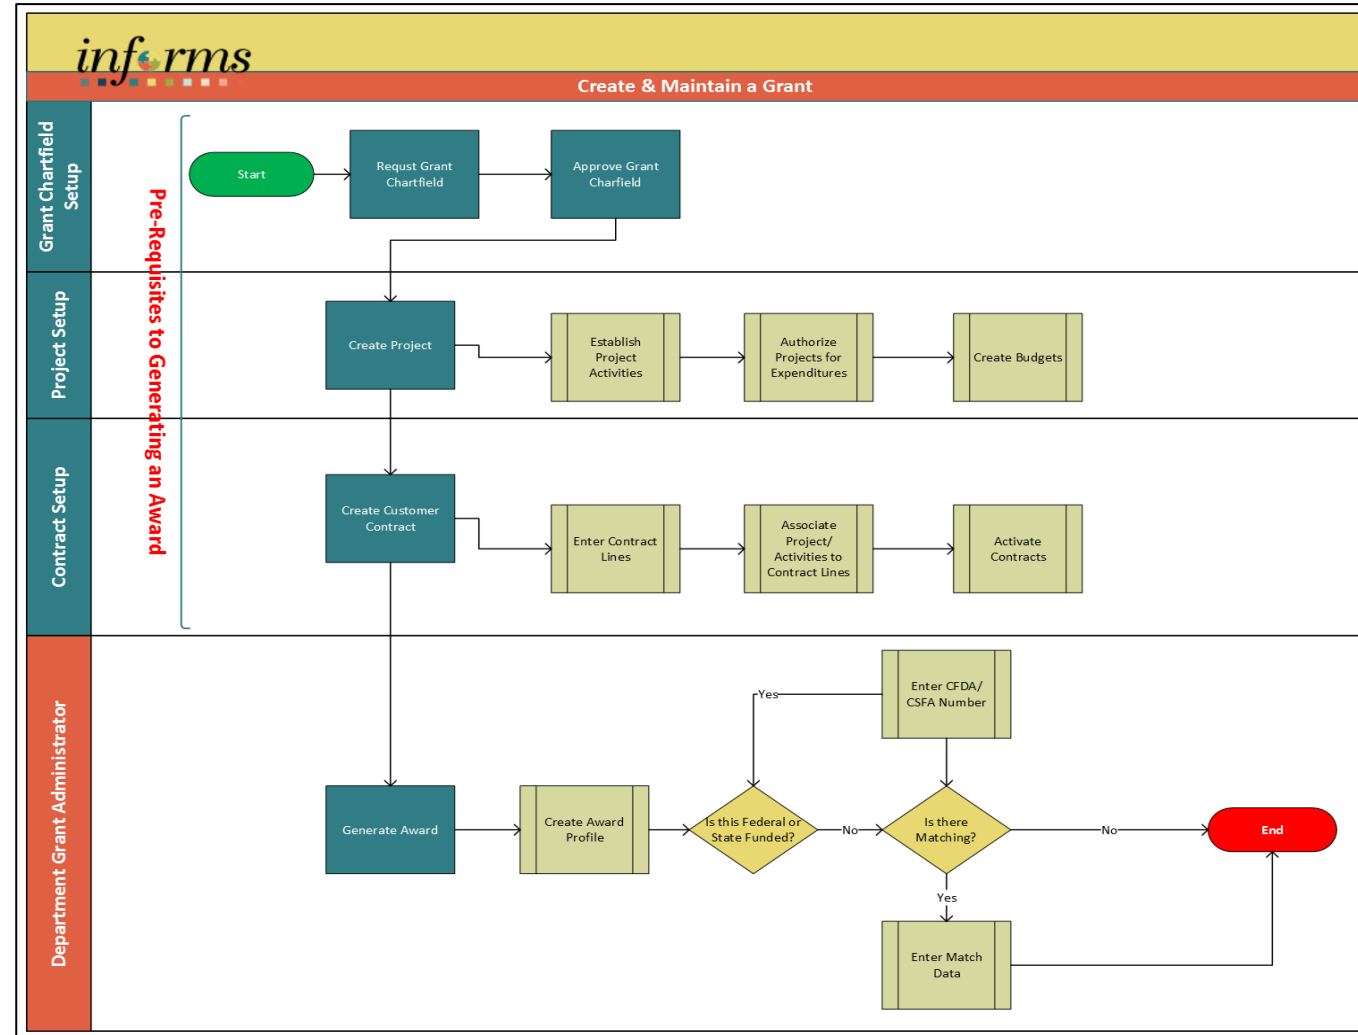 informs
Create & Maintain a Grant
Grant Chartfield
Setup
Pre-Requisites to Generating an Award
Start
Requst Grant
Chartfield
Approve Grant
Charfield
Project Setup
Create Project
Establish
Project
Activities
Authorize
Projects for
Expenditures
Create Budgets
Contract Setup
Create Customer
Contract
Enter Contract
Lines
Associate
Project/
Activities to
Contract Lines
Activate
Contracts
Department Grant Administrator
Generate Award
Create Award
Profile
Is this Federal or
State Funded?
Yes
No
Enter CFDA/
CSFA Number
Is there
Matching?
No
Yes
Enter Match
Data
End